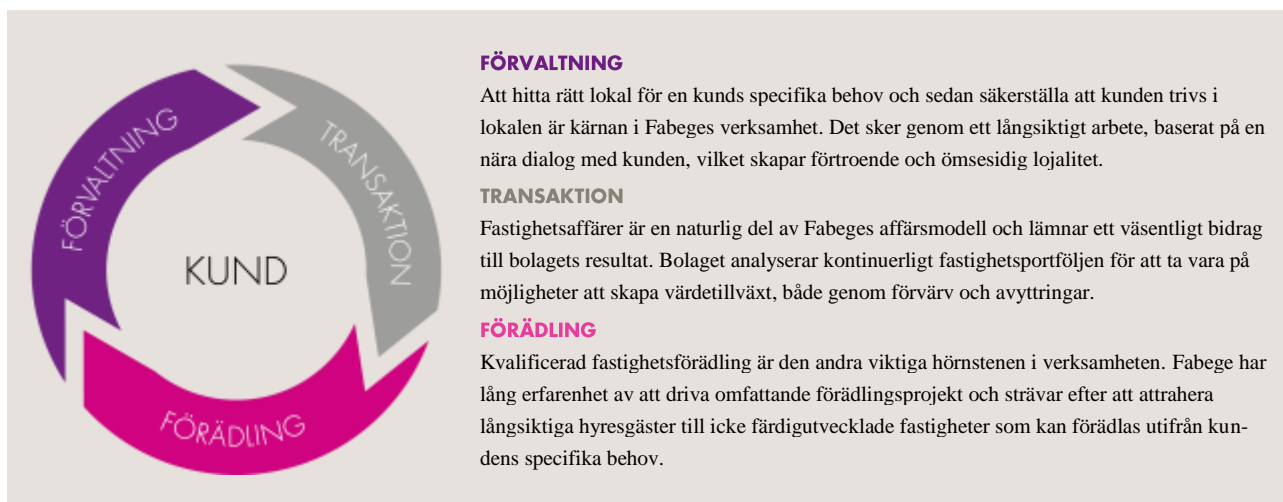 FÖRVALTNING
TRANSAKTION
KUND
FÖRÄDLING
FÖRVALTNING
Att hitta rätt lokal för en kunds specifika behov och sedan säkerställa att kunden trivs i
lokalen är kärnan i Fabeges verksamhet. Det sker genom ett långsiktigt arbete, baserat på en
nära dialog med kunden, vilket skapar förtroende och ömsesidig lojalitet.
TRANSAKTION
Fastighetsaffärer är en naturlig del av Fabeges affärsmodell och lämnar ett väsentligt bidrag
till bolagets resultat. Bolaget analyserar kontinuerligt fastighetsportföljen för att ta vara på
möjligheter att skapa värdetillväxt, både genom förvärv och avyttringar.
FÖRÄDLING
Kvalificerad fastighetsförädling är den andra viktiga hörnstenen i verksamheten. Fabege har
lång erfarenhet av att driva omfattande förädlingsprojekt och strävar efter att attrahera
långsiktiga hyresgäster till icke färdigutvecklade fastigheter som kan förädlas utifrån kun-
dens specifika behov.